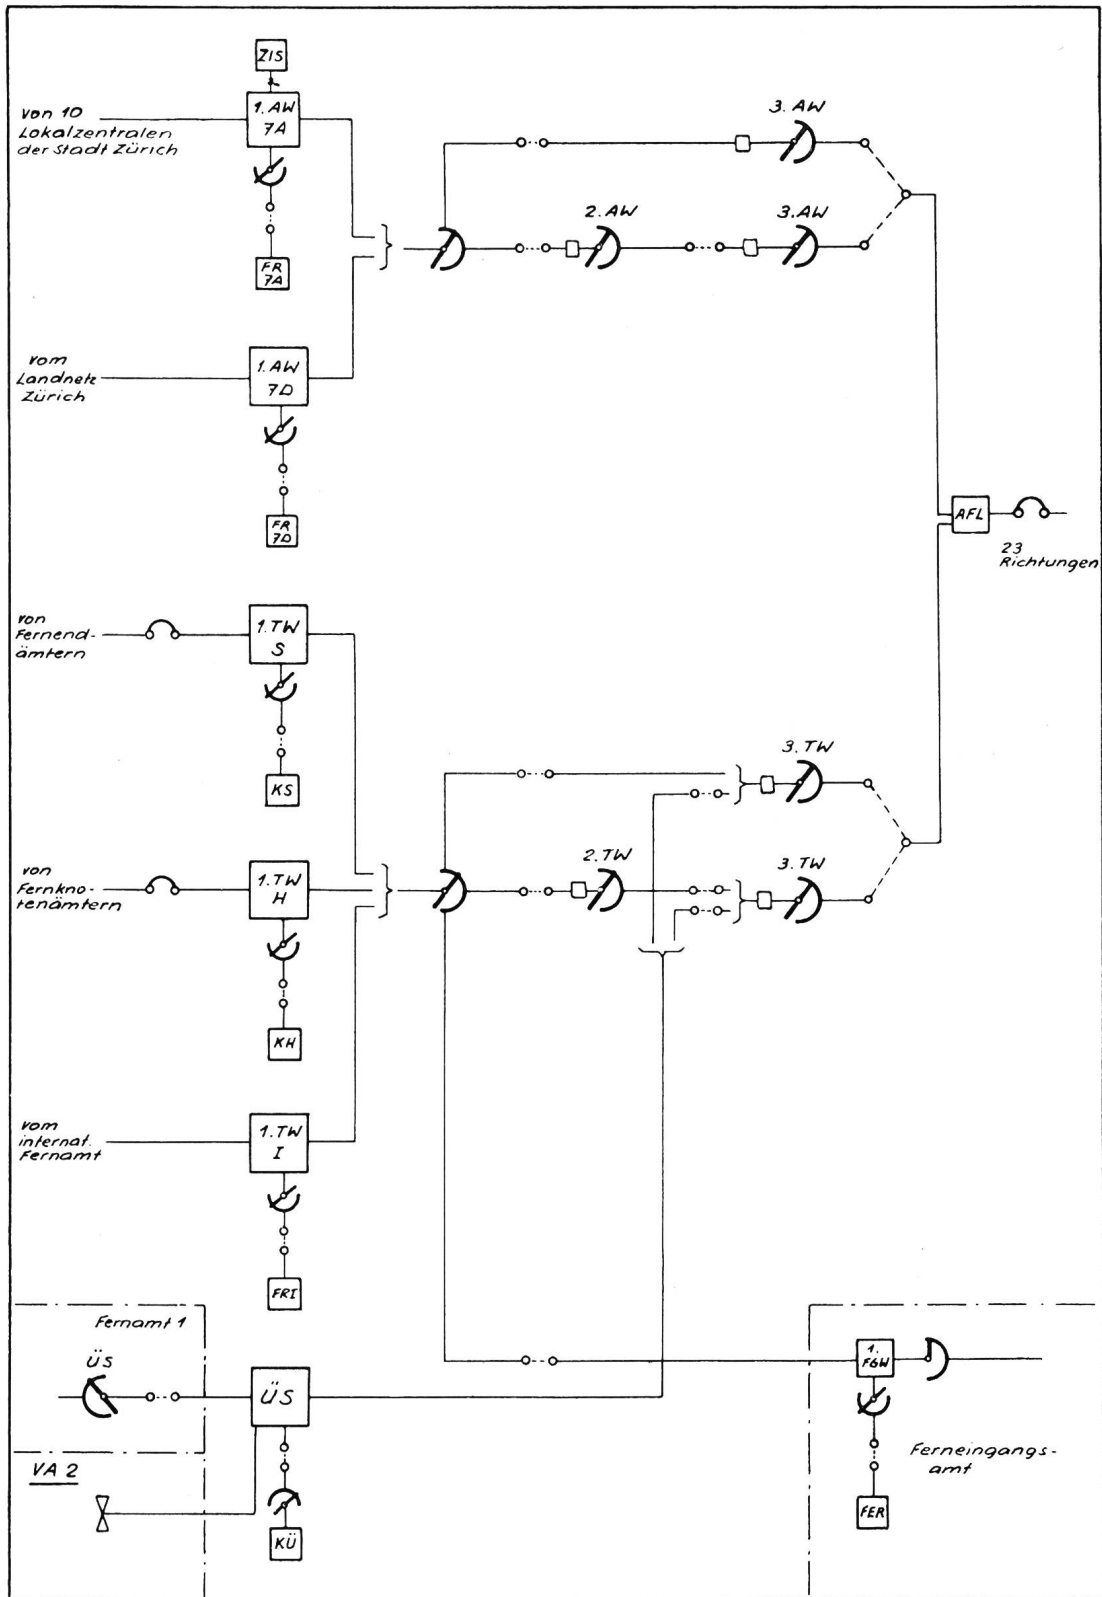 ZIS
von 10
Lokalzentralen
der Stadt Zürich
1. AW
7A
FR
7A
3. AW
2. AW
3. AW
vom
Landnetz
Zürich
1. AW
7D
FR
7D
AFL
23
Richtungen
von
Fernend-
ämtern
1. TW
S
KS
3. TW
von
Fernkno-
tenämtern
1. TW
H
KH
2. TW
3. TW
vom
internat.
Fernamt
1. TW
I
FRI
Fernamt 1
ÜS
ÜS
VA 2
KÜ
1.
FGW
Ferneingangs-
amt
FER